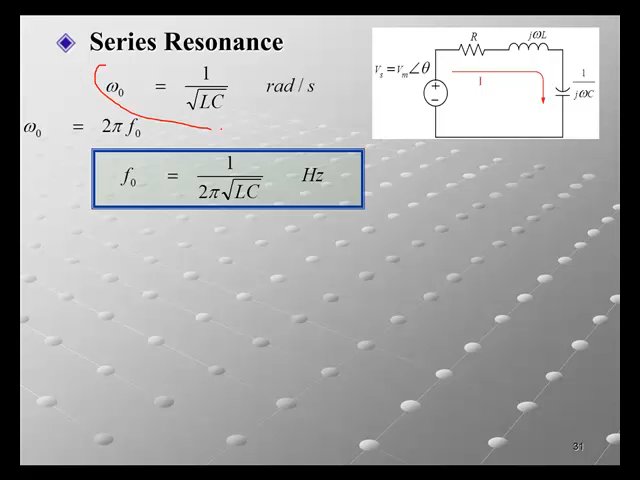 Series Resonance
ω₀ = 1/√LC rad / s
ω₀ = 2π f₀
f₀ = 1/2π√LC Hz
R
jωL
Vₛ = Vₘ∠θ
+
−
I
1/jωC
31